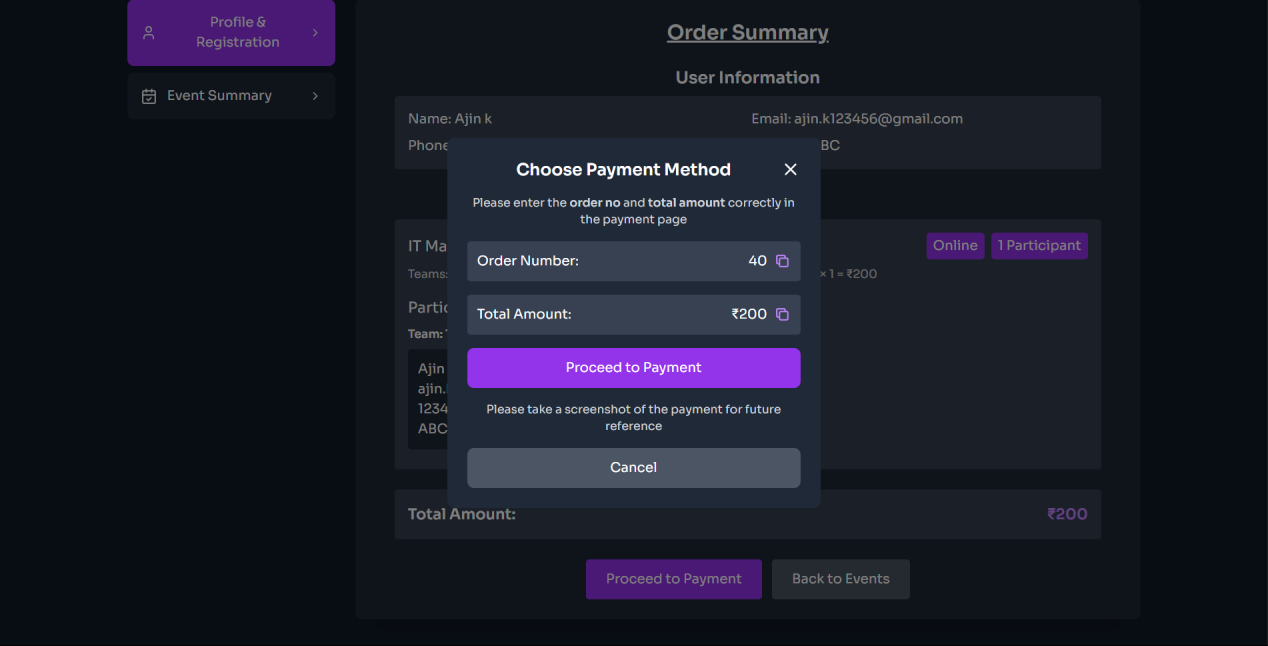 Profile &
Registration
Event Summary
Order Summary
User Information
Name: Ajin k
Email: ajin.k123456@gmail.com
Phone
BC
Choose Payment Method
Please enter the order no and total amount correctly in
the payment page
Order Number: 40
Total Amount: ₹200
Proceed to Payment
Please take a screenshot of the payment for future
reference
Cancel
IT Ma
Online
1 Participant
Teams:
× 1 = ₹200
Partic
Team:
Ajin
ajin.
1234
ABC
Total Amount: ₹200
Proceed to Payment
Back to Events